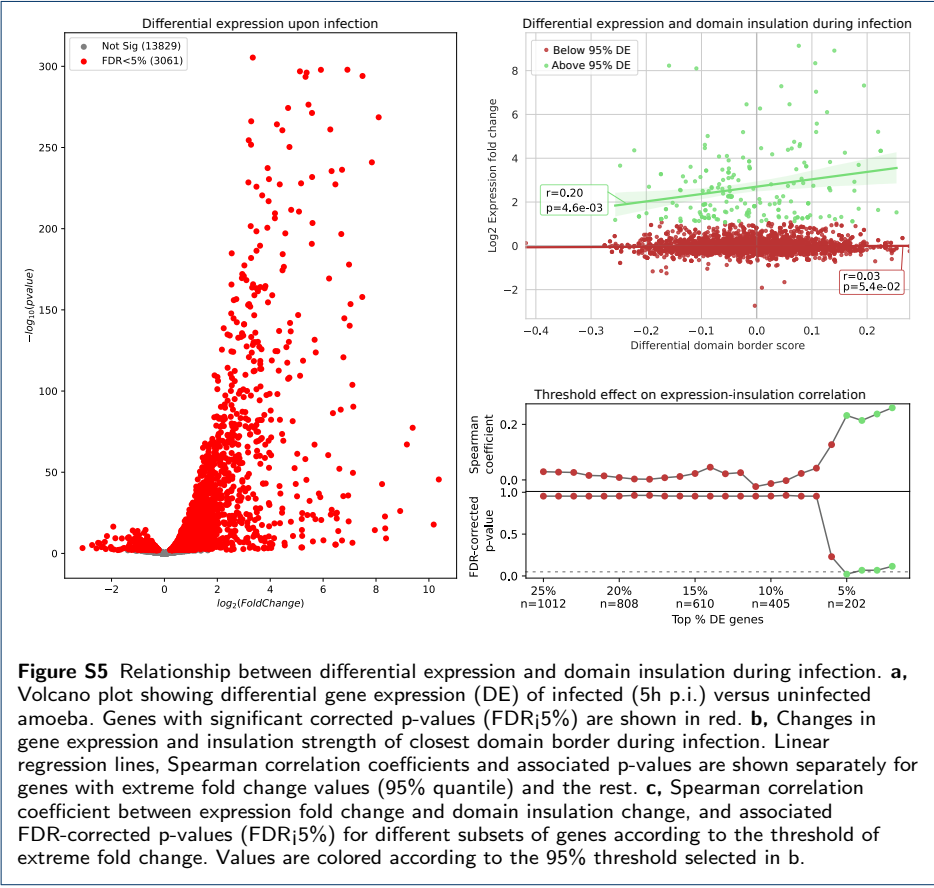 Differential expression upon infection
Not Sig (13829)
FDR<5% (3061)
300
250
200
150
100
50
0
−log10(pvalue)
−2
0
2
4
6
8
10
log2(FoldChange)
Differential expression and domain insulation during infection
Below 95% DE
Above 95% DE
8
6
4
2
0
−2
Log2 Expression fold change
r=0.20
p=4.6e-03
r=0.03
p=5.4e-02
−0.4
−0.3
−0.2
−0.1
0.0
0.1
0.2
Differential domain border score
Threshold effect on expression-insulation correlation
Spearman
coefficient
0.2
0.0
FDR-corrected
p-value
1.0
0.5
0.0
25%
n=1012
20%
n=808
15%
n=610
10%
n=405
5%
n=202
Top % DE genes
Figure S5 Relationship between differential expression and domain insulation during infection. a,
Volcano plot showing differential gene expression (DE) of infected (5h p.i.) versus uninfected
amoeba. Genes with significant corrected p-values (FDR¡5%) are shown in red. b, Changes in
gene expression and insulation strength of closest domain border during infection. Linear
regression lines, Spearman correlation coefficients and associated p-values are shown separately for
genes with extreme fold change values (95% quantile) and the rest. c, Spearman correlation
coefficient between expression fold change and domain insulation change, and associated
FDR-corrected p-values (FDR¡5%) for different subsets of genes according to the threshold of
extreme fold change. Values are colored according to the 95% threshold selected in b.